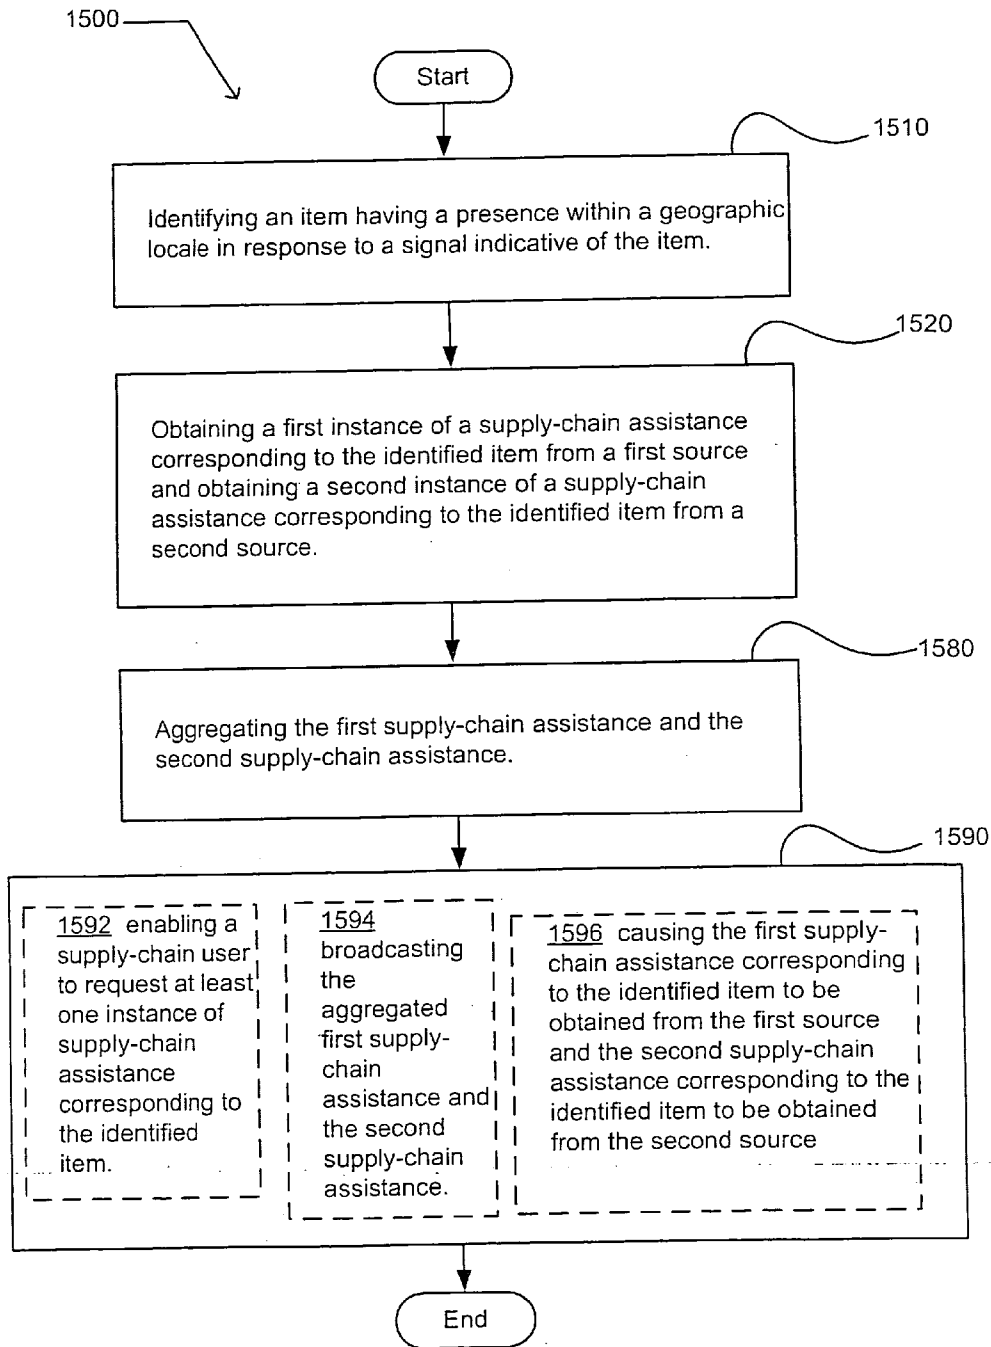 1500
Start
1510
Identifying an item having a presence within a geographic
locale in response to a signal indicative of the item.
1520
Obtaining a first instance of a supply-chain assistance
corresponding to the identified item from a first source
and obtaining a second instance of a supply-chain
assistance corresponding to the identified item from a
second source.
1580
Aggregating the first supply-chain assistance and the
second supply-chain assistance.
1590
1592 enabling a
supply-chain user
to request at least
one instance of
supply-chain
assistance
corresponding to
the identified
item.
1594
broadcasting
the
aggregated
first supply-
chain
assistance and
the second
supply-chain
assistance.
1596 causing the first supply-
chain assistance corresponding
to the identified item to be
obtained from the first source
and the second supply-chain
assistance corresponding to the
identified item to be obtained
from the second source
End